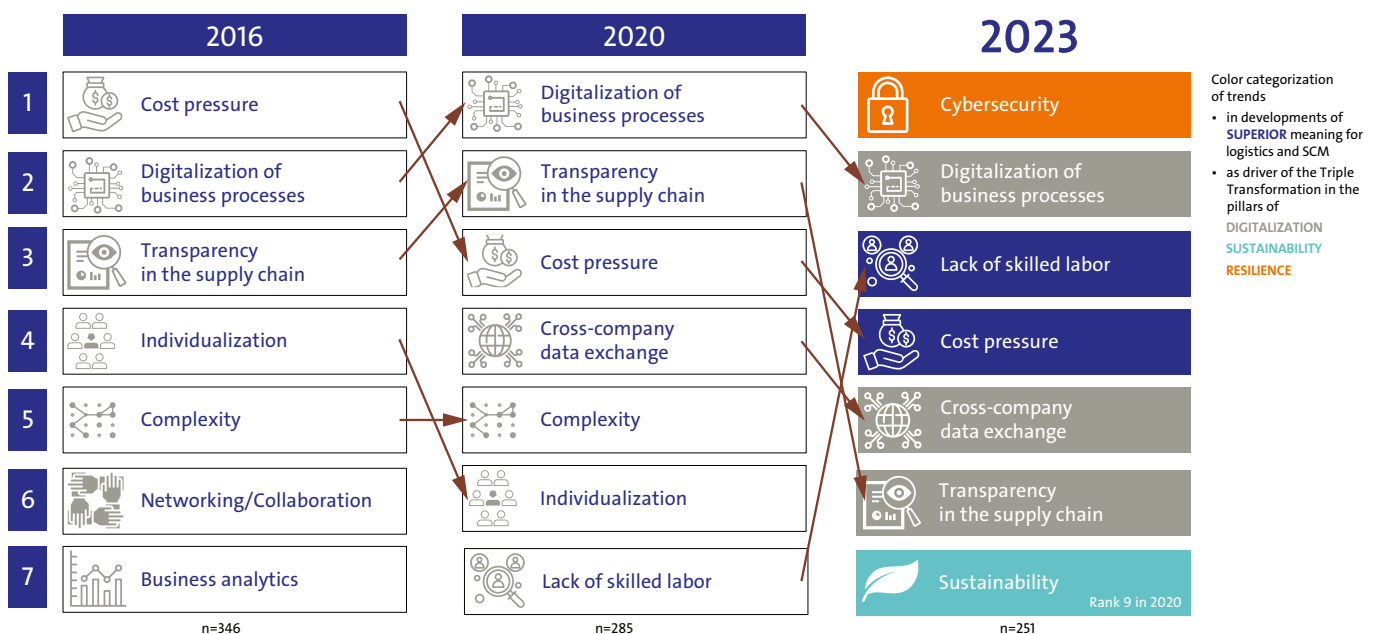 2016
2020
2023
1
Cost pressure
Digitalization of
business processes
Cybersecurity
2
Digitalization of
business processes
Transparency
in the supply chain
Digitalization of
business processes
3
Transparency
in the supply chain
Cost pressure
Lack of skilled labor
4
Individualization
Cross-company
data exchange
Cost pressure
5
Complexity
Complexity
Cross-company
data exchange
6
Networking/Collaboration
Individualization
Transparency
in the supply chain
7
Business analytics
Lack of skilled labor
Sustainability
Rank 9 in 2020
n=346
n=285
n=251
Color categorization
of trends
• in developments of
SUPERIOR meaning for
logistics and SCM
• as driver of the Triple
Transformation in the
pillars of
DIGITALIZATION
SUSTAINABILITY
RESILIENCE